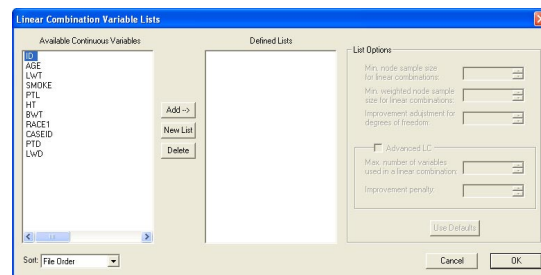 Linear Combination Variable Lists
Available Continuous Variables
Defined Lists
ID
AGE
LWT
SMOKE
PTL
HT
BWT
RACE1
CASEID
PTD
LWD
Add -->
New List
Delete
Sort: File Order
List Options
Min. node sample size
for linear combinations:
Min. weighted node sample
size for linear combinations:
Improvement adjustment for
degrees of freedom:
Advanced LC
Max. number of variables
used in a linear combination:
Improvement penalty:
Use Defaults
Cancel
OK